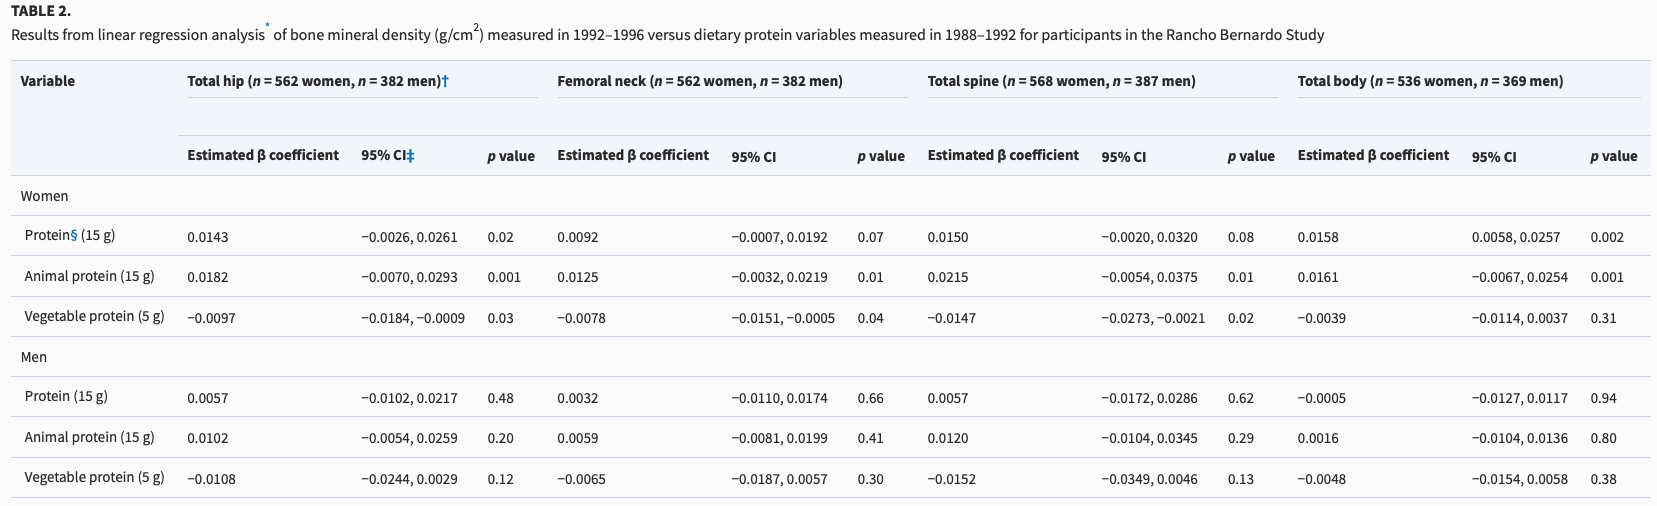 TABLE 2.
Results from linear regression analysis* of bone mineral density (g/cm2) measured in 1992–1996 versus dietary protein variables measured in 1988–1992 for participants in the Rancho Bernardo Study
Variable Total hip (n = 562 women, n = 382 men)† Femoral neck (n = 562 women, n = 382 men) Total spine (n = 568 women, n = 387 men) Total body (n = 536 women, n = 369 men)
Estimated β coefficient 95% CI‡ p value Estimated β coefficient 95% CI p value Estimated β coefficient 95% CI p value Estimated β coefficient 95% CI p value
Women
Protein§ (15 g) 0.0143 −0.0026, 0.0261 0.02 0.0092 −0.0007, 0.0192 0.07 0.0150 −0.0020, 0.0320 0.08 0.0158 0.0058, 0.0257 0.002
Animal protein (15 g) 0.0182 −0.0070, 0.0293 0.001 0.0125 −0.0032, 0.0219 0.01 0.0215 −0.0054, 0.0375 0.01 0.0161 −0.0067, 0.0254 0.001
Vegetable protein (5 g) −0.0097 −0.0184, −0.0009 0.03 −0.0078 −0.0151, −0.0005 0.04 −0.0147 −0.0273, −0.0021 0.02 −0.0039 −0.0114, 0.0037 0.31
Men
Protein (15 g) 0.0057 −0.0102, 0.0217 0.48 0.0032 −0.0110, 0.0174 0.66 0.0057 −0.0172, 0.0286 0.62 −0.0005 −0.0127, 0.0117 0.94
Animal protein (15 g) 0.0102 −0.0054, 0.0259 0.20 0.0059 −0.0081, 0.0199 0.41 0.0120 −0.0104, 0.0345 0.29 0.0016 −0.0104, 0.0136 0.80
Vegetable protein (5 g) −0.0108 −0.0244, 0.0029 0.12 −0.0065 −0.0187, 0.0057 0.30 −0.0152 −0.0349, 0.0046 0.13 −0.0048 −0.0154, 0.0058 0.38